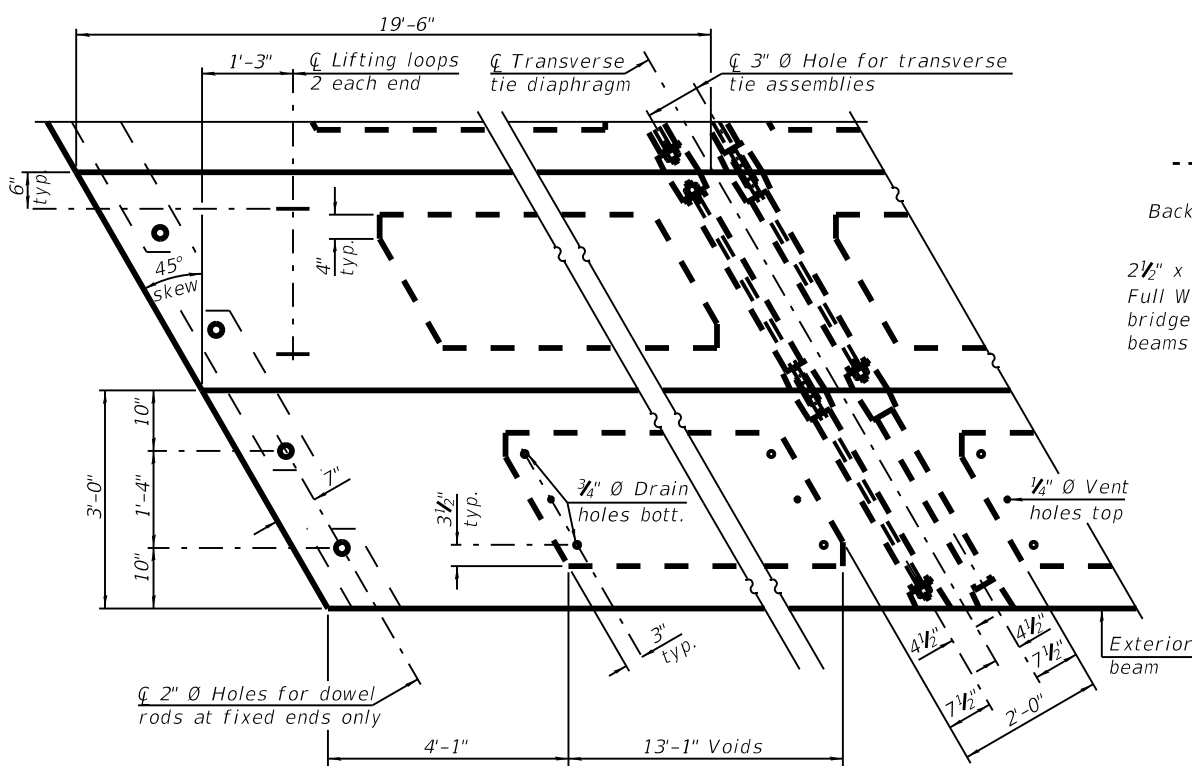 19'-6"
1'-3"
℄ Lifting loops
2 each end
℄ Transverse
tie diaphragm
℄ 3" Ø Hole for transverse
tie assemblies
6"
typ.
Back
4"
typ.
45°
skew
2½" x
Full W
bridge
beams
10"
3'-0"
1'-4"
7"
3½"
typ.
¾" Ø Drain
holes bott.
¼" Ø Vent
holes top
10"
3"
typ.
4½"
4½"
7½"
7½"
2'-0"
Exterior
beam
℄ 2" Ø Holes for dowel
rods at fixed ends only
4'-1"
13'-1" Voids